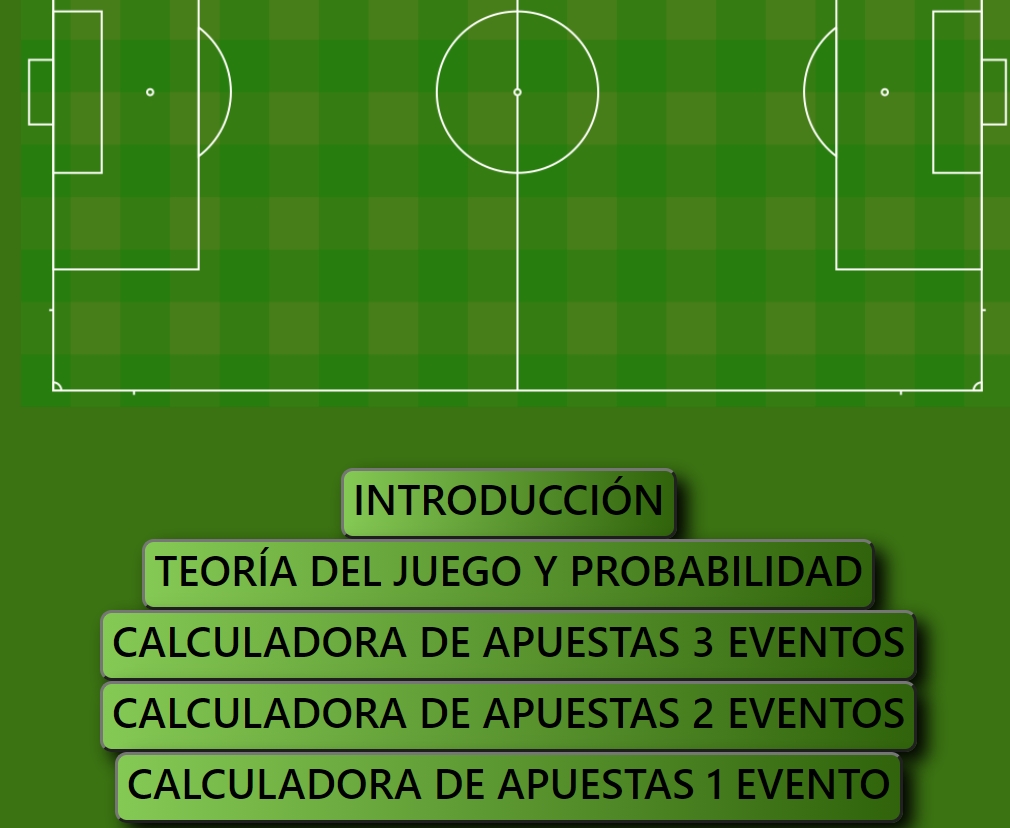 INTRODUCCIÓN
TEORÍA DEL JUEGO Y PROBABILIDAD
CALCULADORA DE APUESTAS 3 EVENTOS
CALCULADORA DE APUESTAS 2 EVENTOS
CALCULADORA DE APUESTAS 1 EVENTO